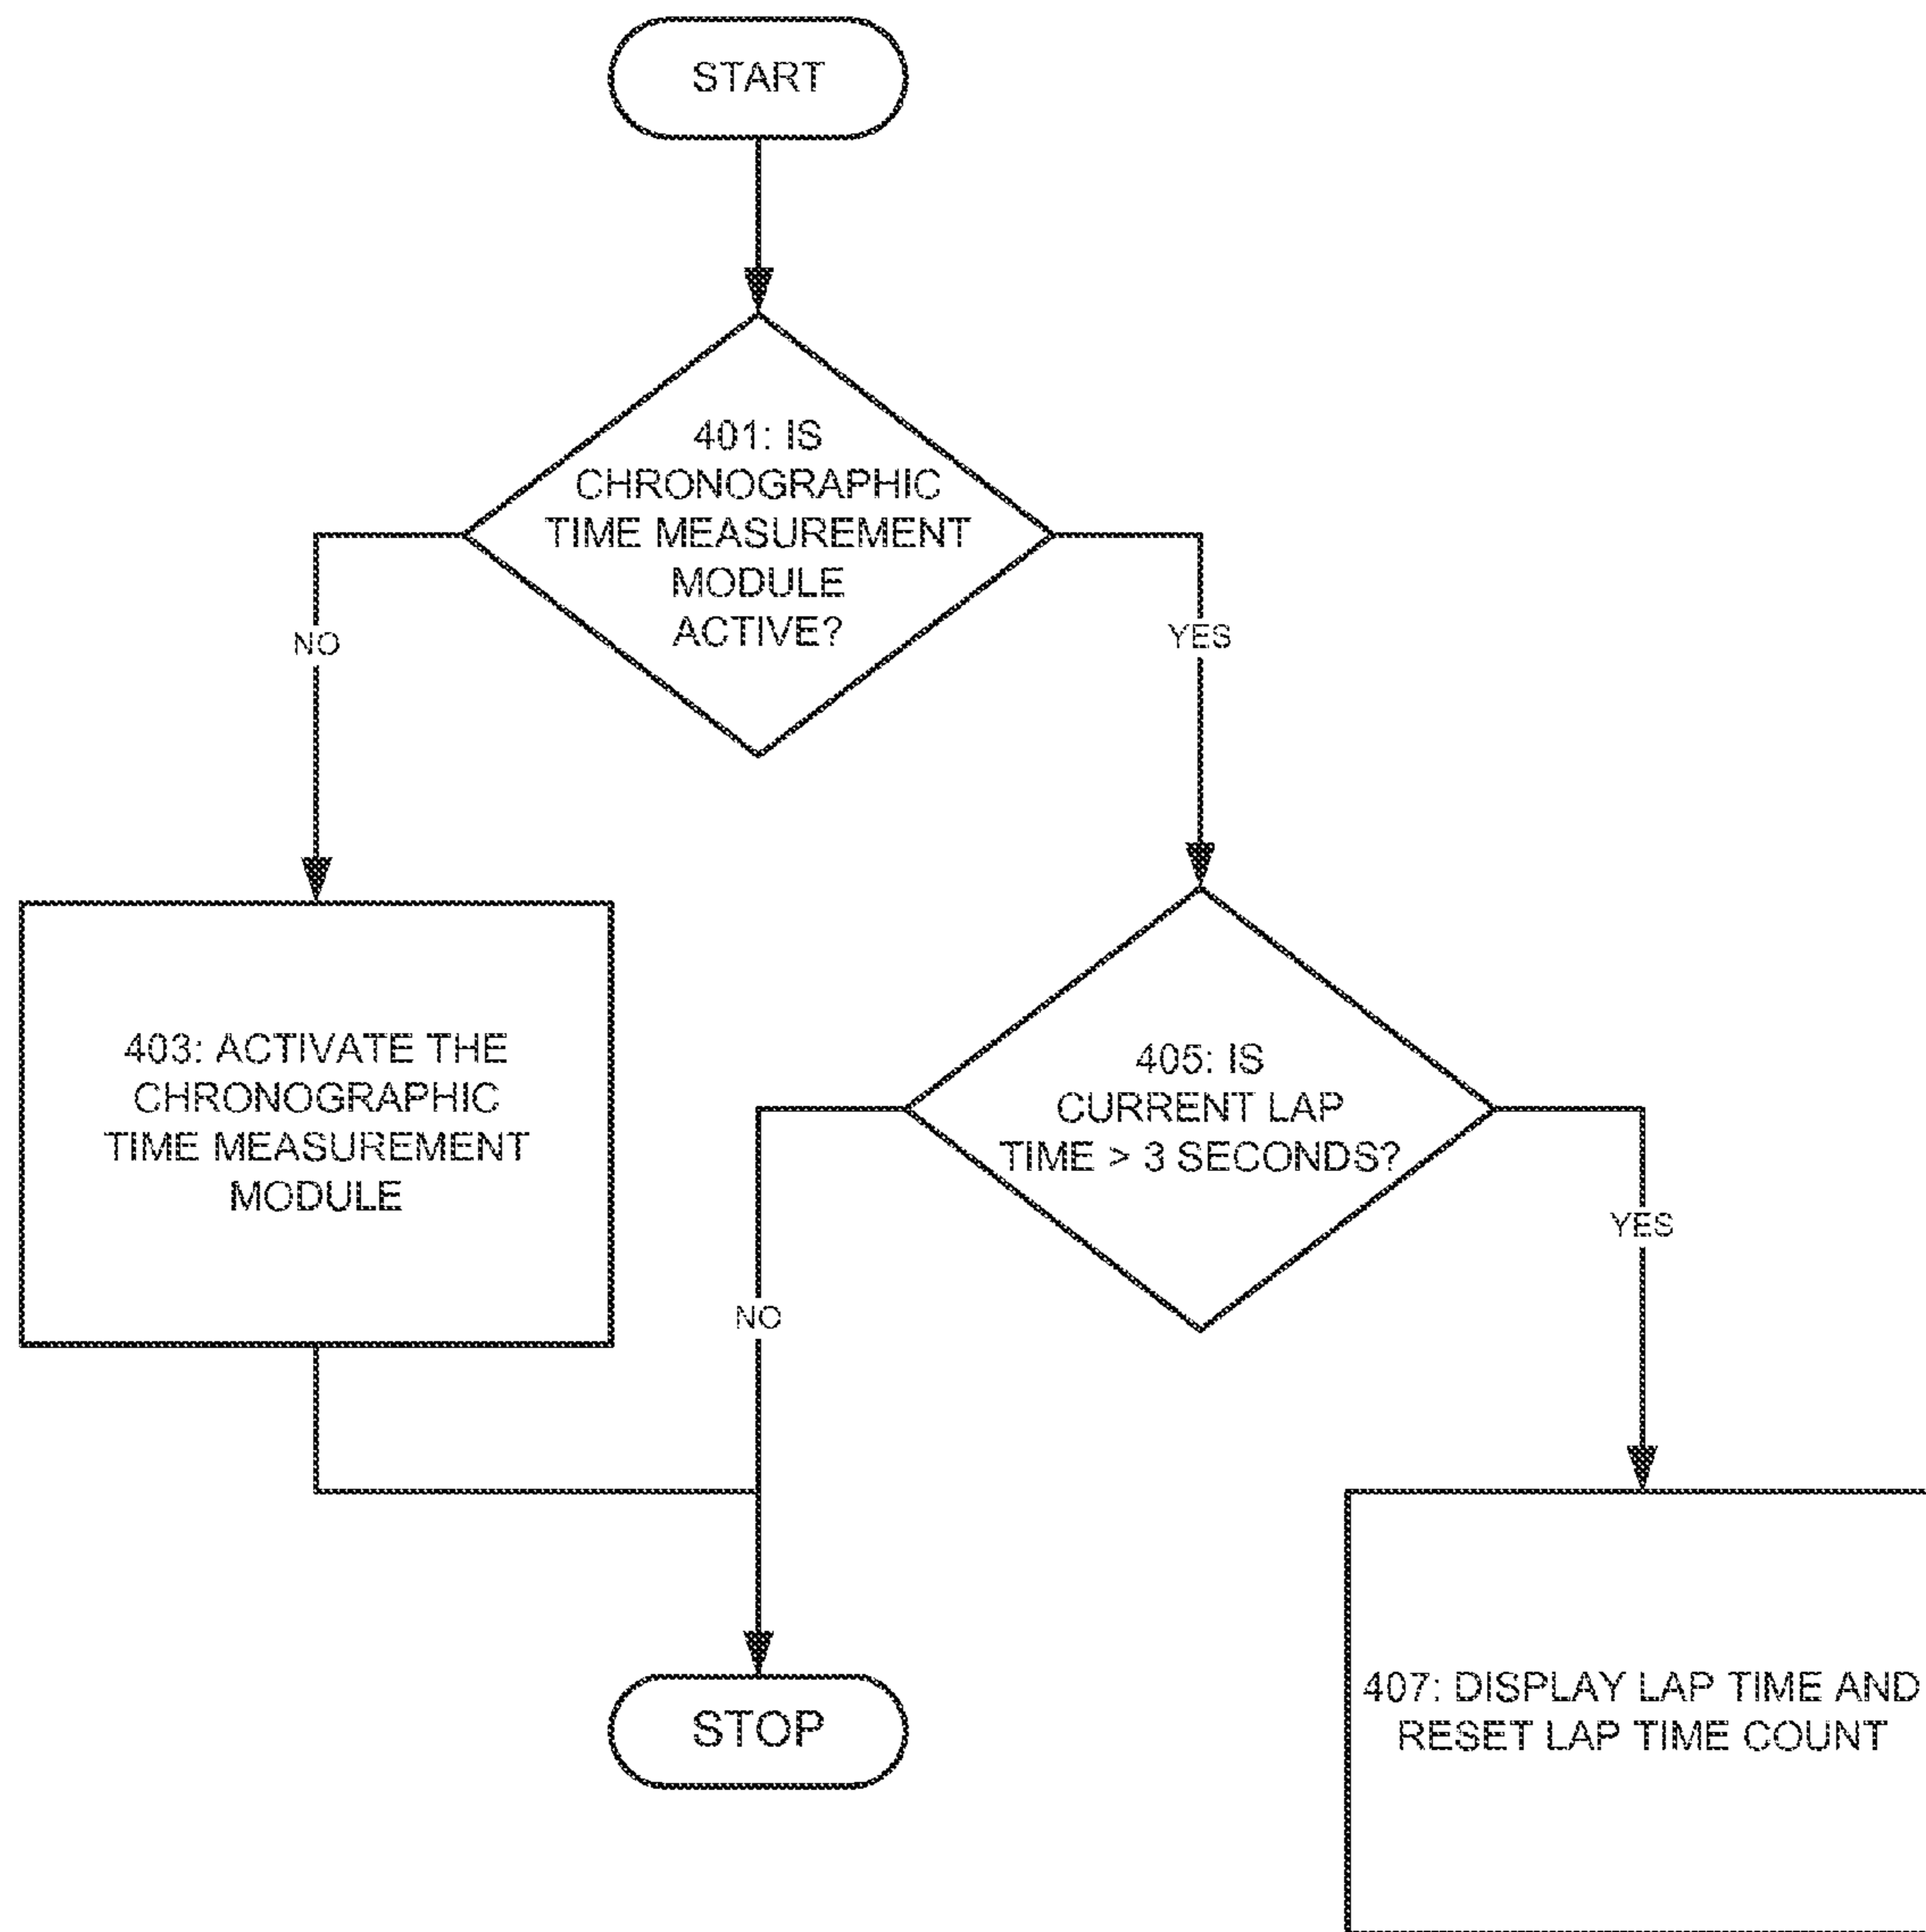 START
401: IS
CHRONOGRAPHIC
TIME MEASUREMENT
MODULE
ACTIVE?
NO
YES
403: ACTIVATE THE
CHRONOGRAPHIC
TIME MEASUREMENT
MODULE
405: IS
CURRENT LAP
TIME > 3 SECONDS?
NO
YES
STOP
407: DISPLAY LAP TIME AND
RESET LAP TIME COUNT